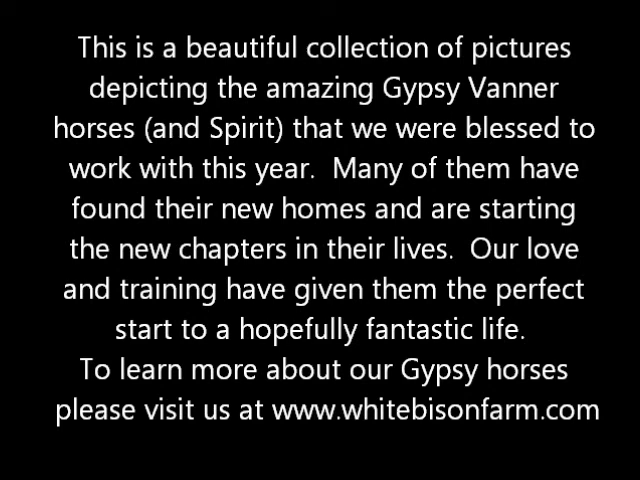 This is a beautiful collection of pictures
depicting the amazing Gypsy Vanner
horses (and Spirit) that we were blessed to
work with this year.  Many of them have
found their new homes and are starting
the new chapters in their lives.  Our love
and training have given them the perfect
start to a hopefully fantastic life.
To learn more about our Gypsy horses
please visit us at www.whitebisonfarm.com